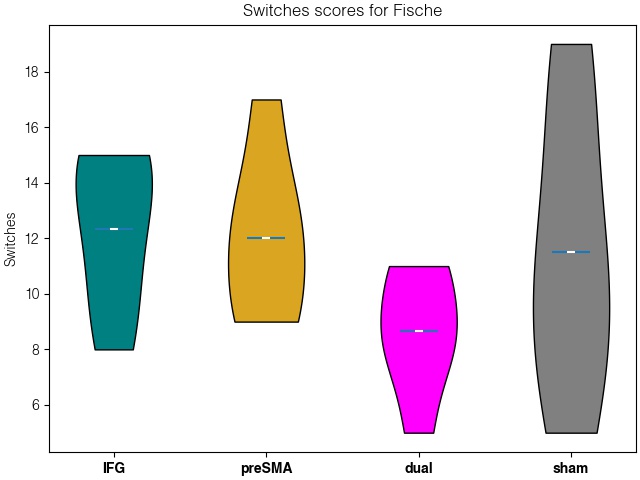 Switches scores for Fische
Switches
18
16
14
12
10
8
6
IFG
preSMA
dual
sham